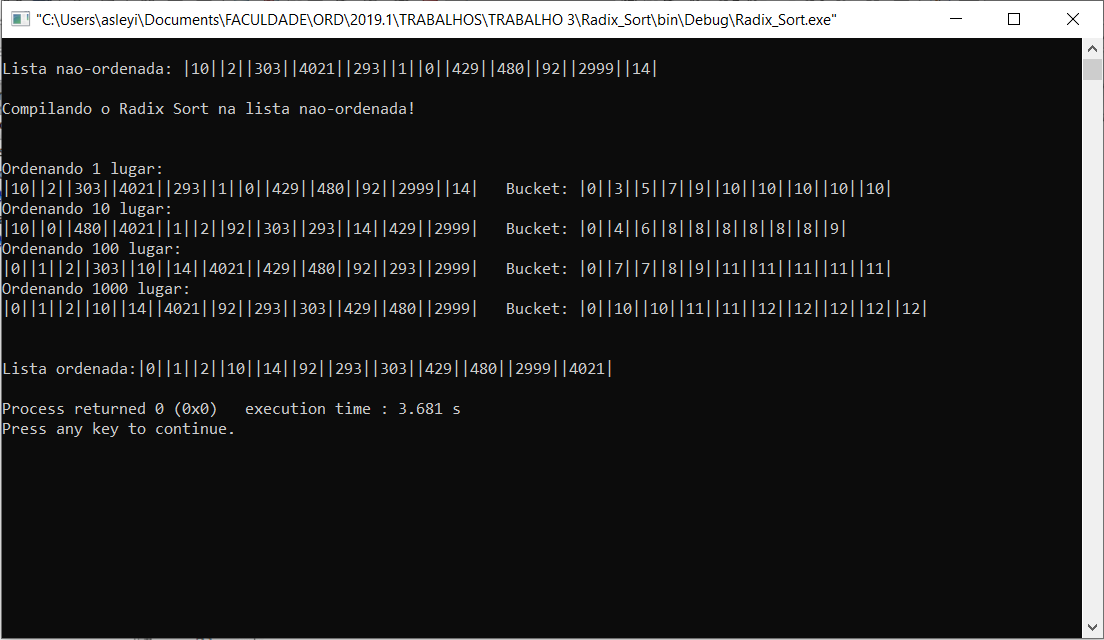 "C:\Users\asleyi\Documents\FACULDADE\ORD\2019.1\TRABALHOS\TRABALHO 3\Radix_Sort\bin\Debug\Radix_Sort.exe"
Lista nao-ordenada: |10||2||303||4021||293||1||0||429||480||92||2999||14|
Compilando o Radix Sort na lista nao-ordenada!
Ordenando 1 lugar:
|10||2||303||4021||293||1||0||429||480||92||2999||14|   Bucket: |0||3||5||7||9||10||10||10||10||10|
Ordenando 10 lugar:
|10||0||480||4021||1||2||92||303||293||14||429||2999|   Bucket: |0||4||6||8||8||8||8||8||8||9|
Ordenando 100 lugar:
|0||1||2||303||10||14||4021||429||480||92||293||2999|   Bucket: |0||7||7||8||9||11||11||11||11||11|
Ordenando 1000 lugar:
|0||1||2||10||14||4021||92||293||303||429||480||2999|   Bucket: |0||10||10||11||11||12||12||12||12||12|
Lista ordenada:|0||1||2||10||14||92||293||303||429||480||2999||4021|
Process returned 0 (0x0)   execution time : 3.681 s
Press any key to continue.